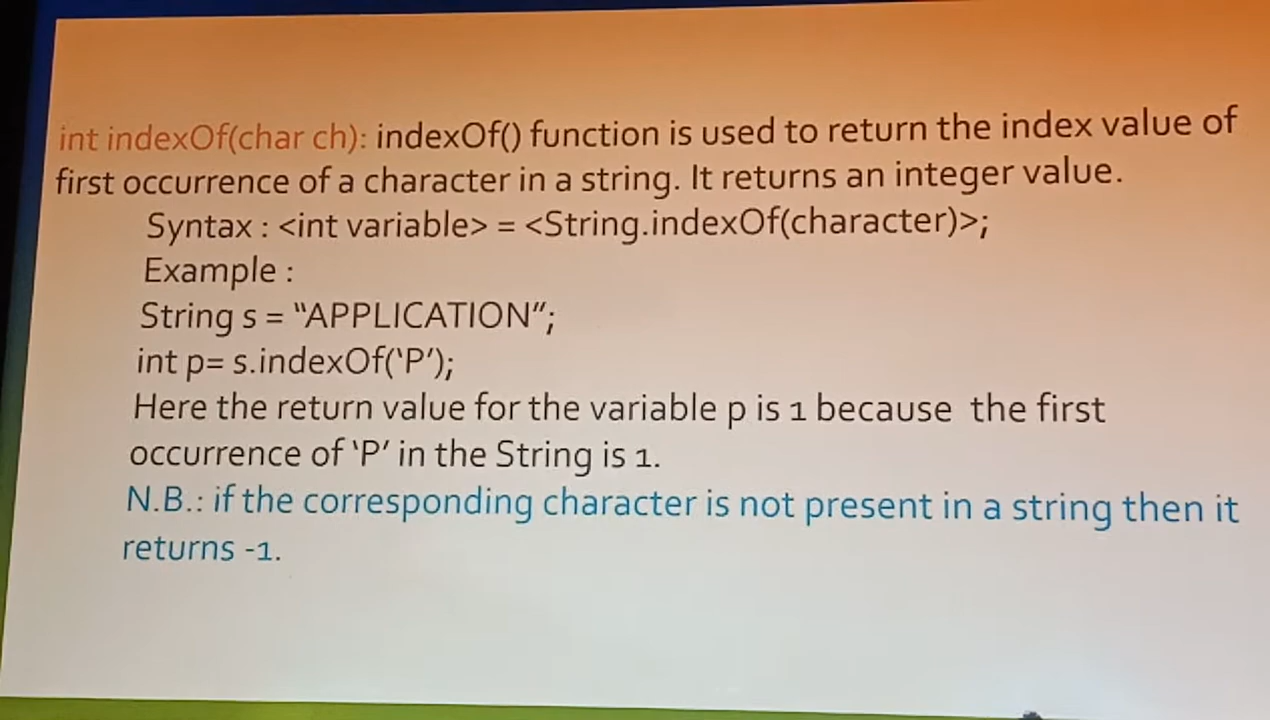 int indexOf(char ch): indexOf() function is used to return the index value of
first occurrence of a character in a string. It returns an integer value.
Syntax : <int variable> = <String.indexOf(character)>;
Example :
String s = “APPLICATION”;
int p= s.indexOf(‘P’);
Here the return value for the variable p is 1 because  the first
occurrence of ‘P’ in the String is 1.
N.B.: if the corresponding character is not present in a string then it
returns -1.